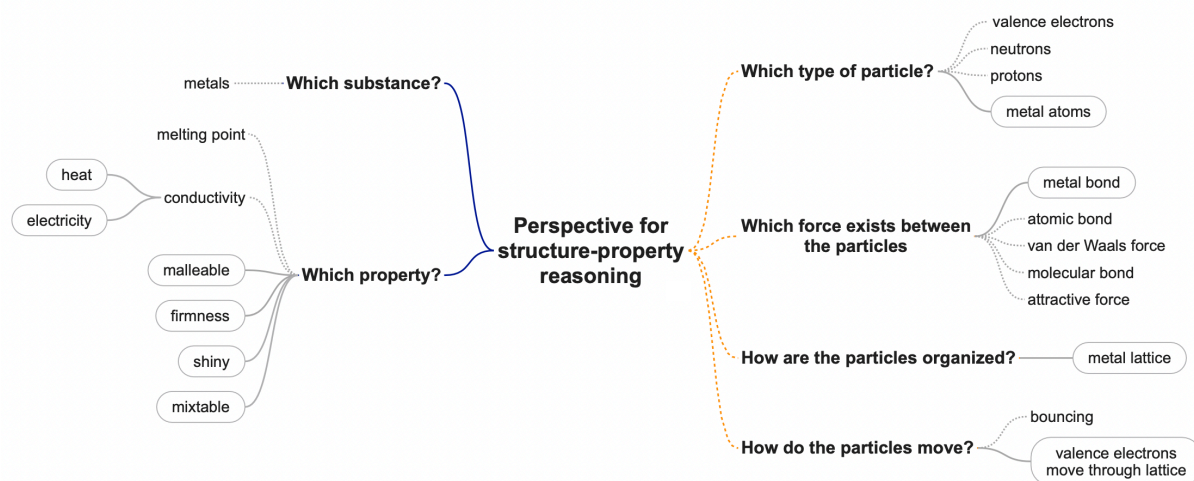 Perspective for
structure-property
reasoning
Which substance?
metals
Which property?
melting point
conductivity
heat
electricity
malleable
firmness
shiny
mixtable
Which type of particle?
valence electrons
neutrons
protons
metal atoms
Which force exists between
the particles
metal bond
atomic bond
van der Waals force
molecular bond
attractive force
How are the particles organized?
metal lattice
How do the particles move?
bouncing
valence electrons
move through lattice